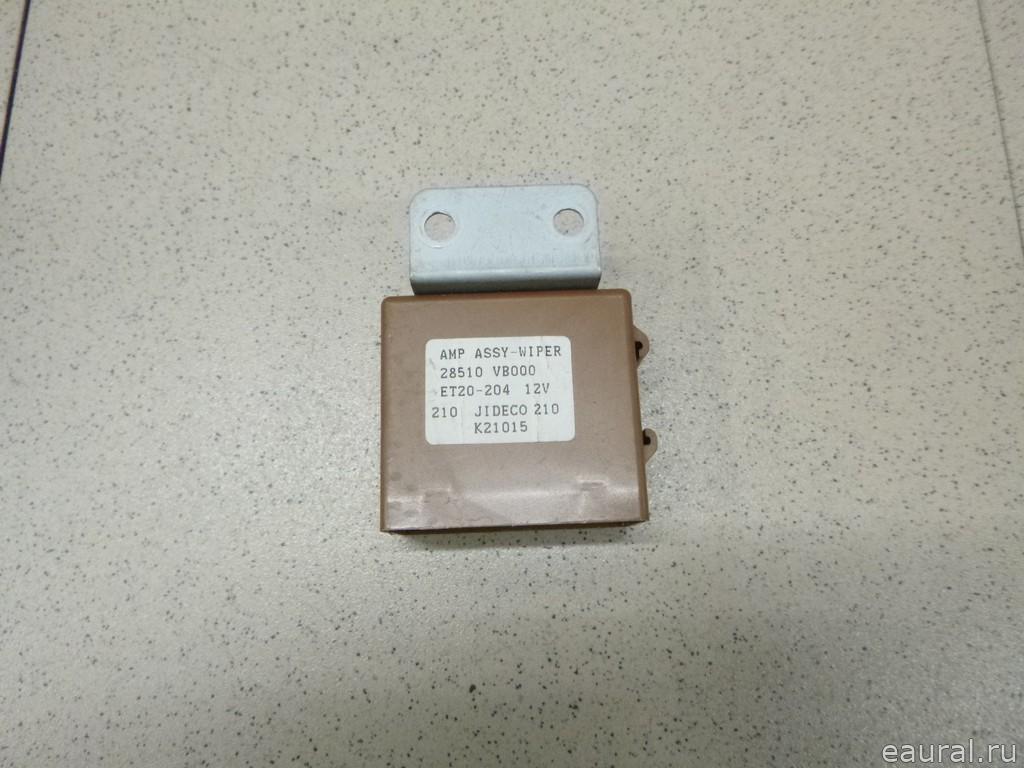 AMP ASSY-WIPER
28510 VB000
ET20-204 12V
210 JIDECO 210
K21015
eaural.ru